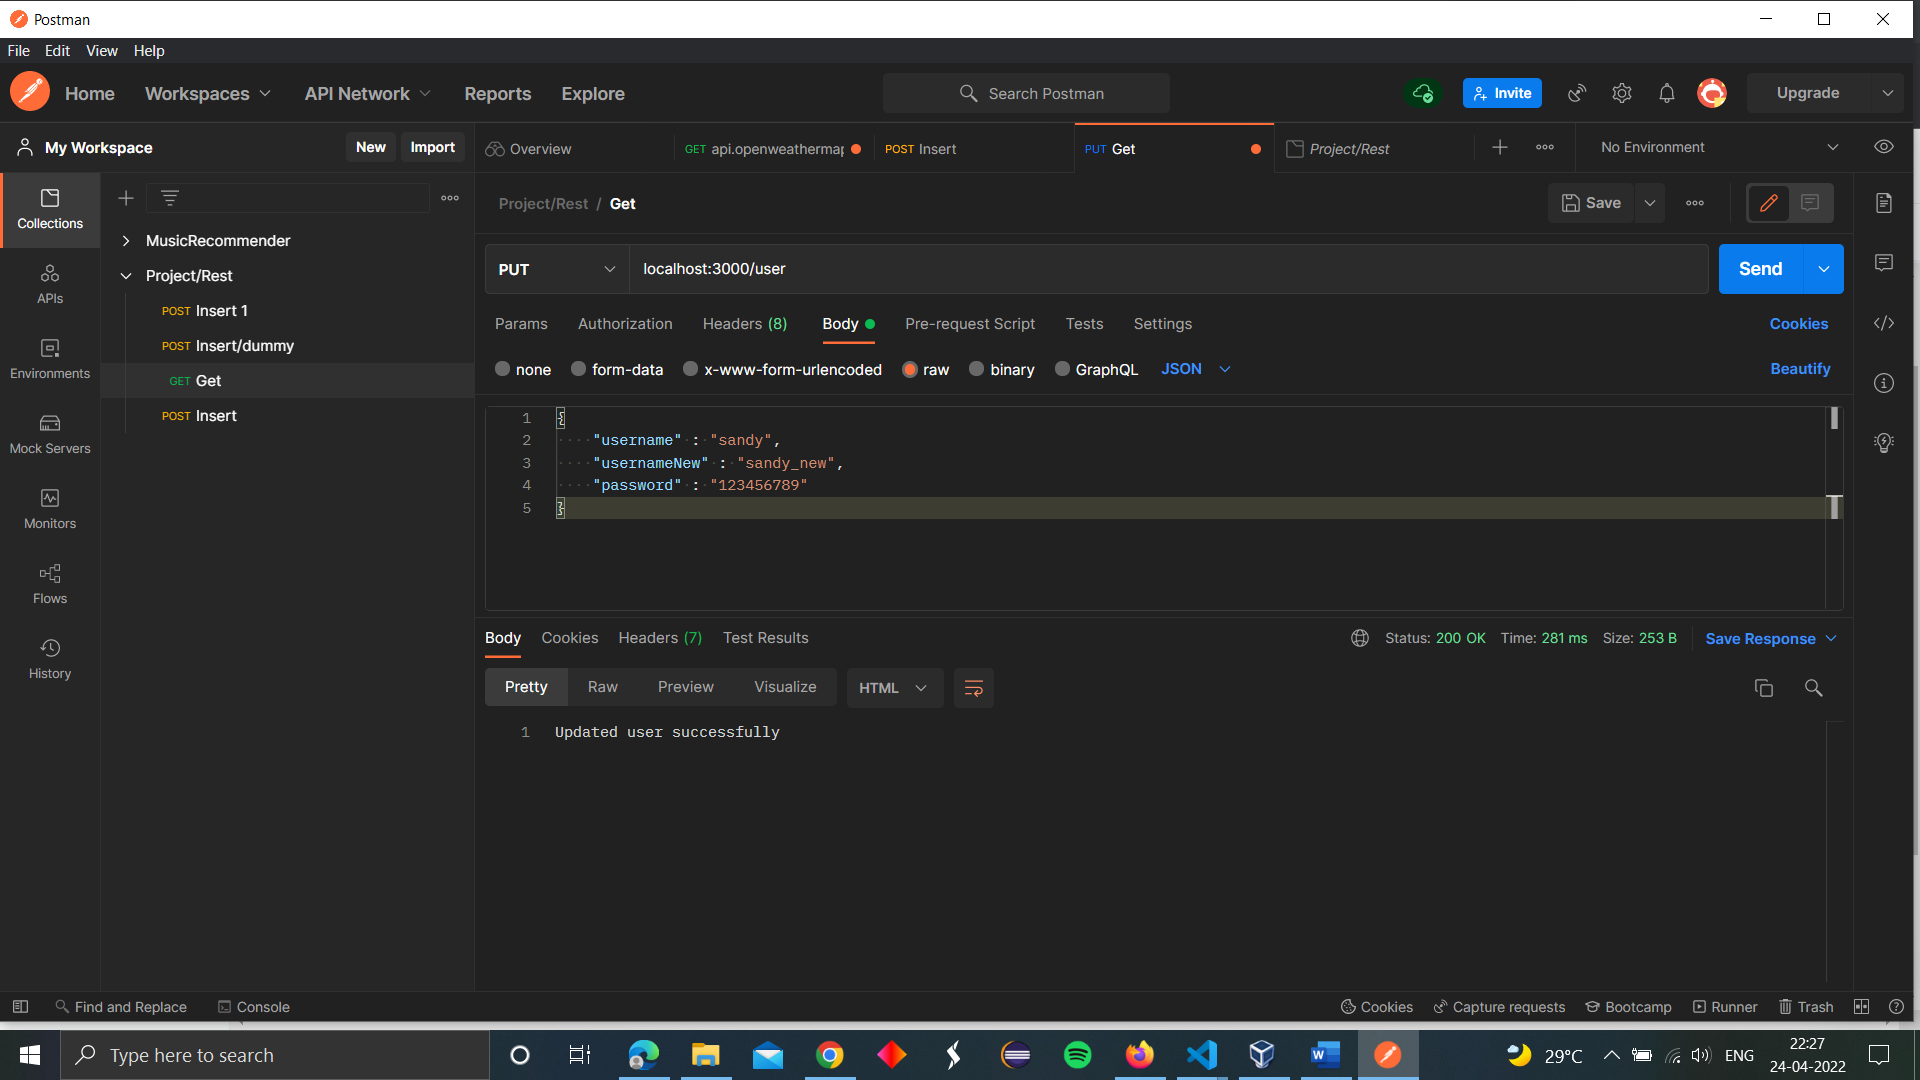 Postman
File Edit View Help
Home Workspaces API Network Reports Explore Search Postman Invite Upgrade
My Workspace New Import
Overview GET api.openweathermap POST Insert PUT Get Project/Rest No Environment
Collections
APIs
Environments
Mock Servers
Monitors
Flows
History
MusicRecommender
Project/Rest
POST Insert 1
POST Insert/dummy
GET Get
POST Insert
Project/Rest / Get Save
PUT localhost:3000/user Send
Params Authorization Headers (8) Body Pre-request Script Tests Settings Cookies
none form-data x-www-form-urlencoded raw binary GraphQL JSON Beautify
1 {
2 "username" : "sandy",
3 "usernameNew" : "sandy_new",
4 "password" : "123456789"
5 }
Body Cookies Headers (7) Test Results Status: 200 OK Time: 281 ms Size: 253 B Save Response
Pretty Raw Preview Visualize HTML
1 Updated user successfully
Find and Replace Console Cookies Capture requests Bootcamp Runner Trash
Type here to search 29°C ENG 22:27
24-04-2022